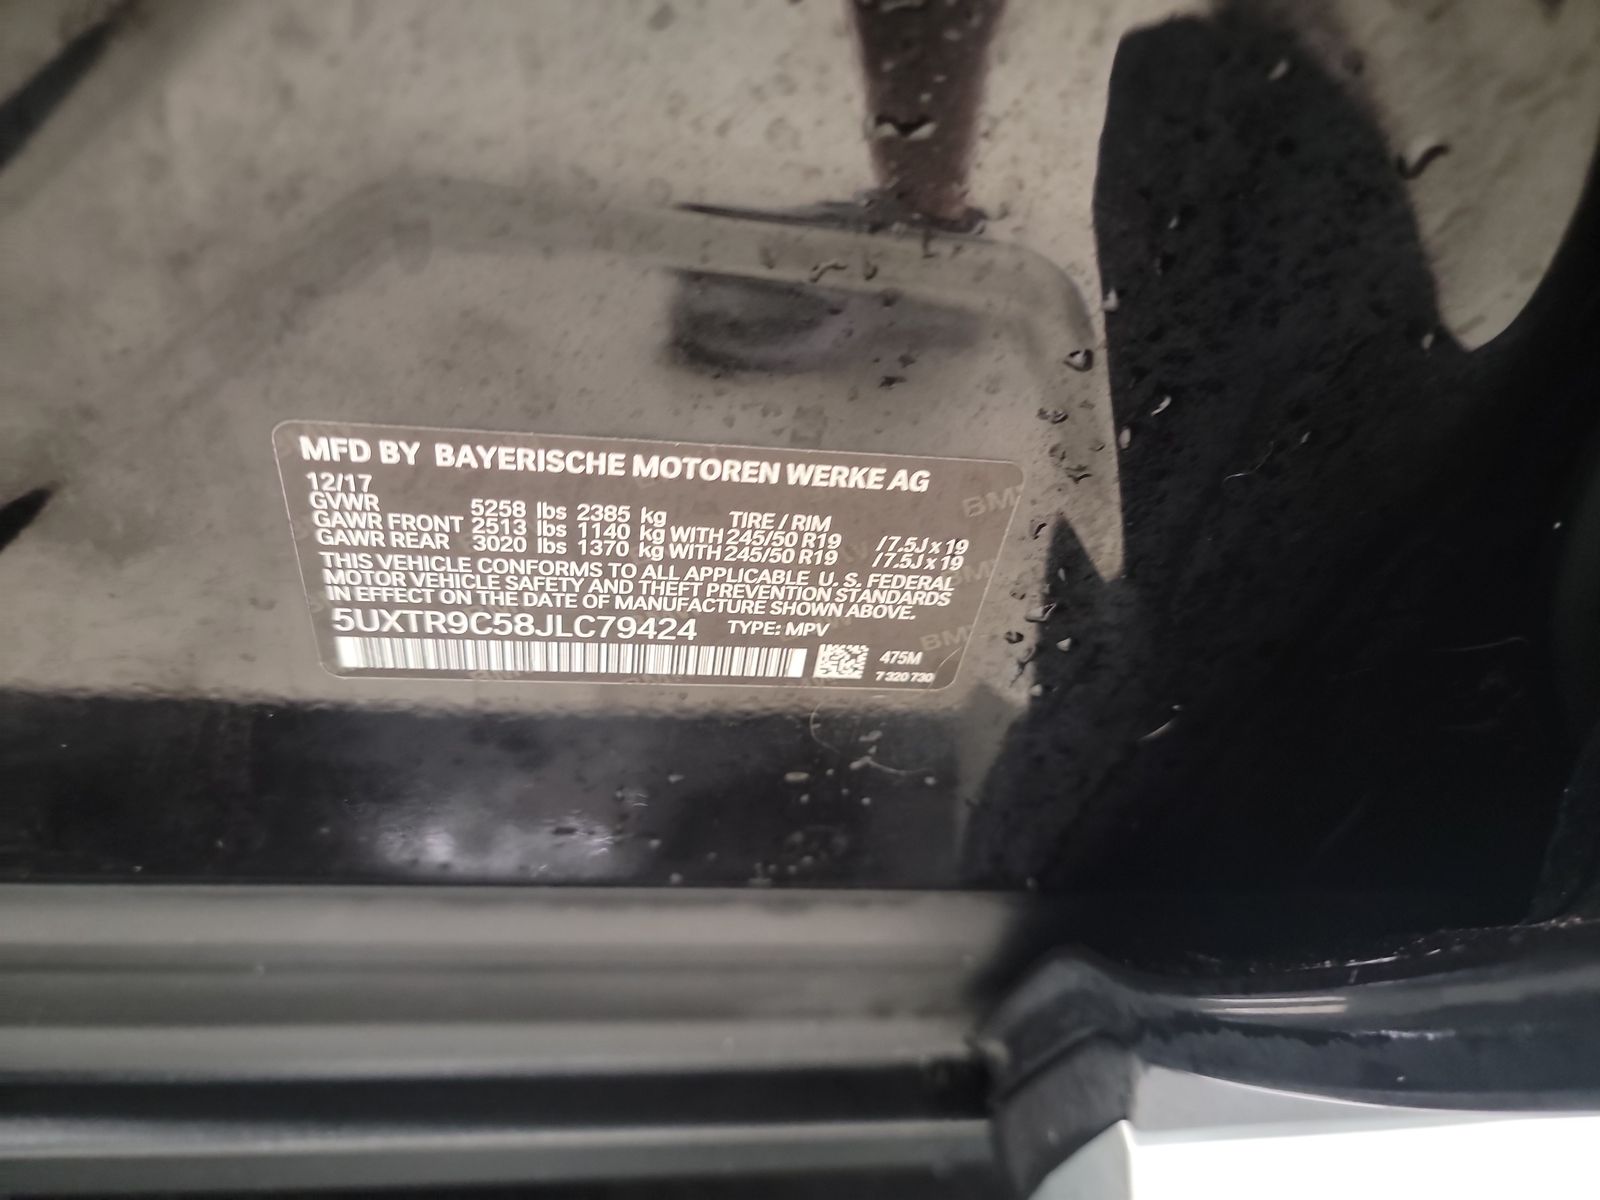 MFD BY BAYERISCHE MOTOREN WERKE AG
12/17
GVWR 5258 lbs 2385 kg TIRE / RIM
GAWR FRONT 2513 lbs 1140 kg WITH 245/50 R19 /7.5J x 19
GAWR REAR 3020 lbs 1370 kg WITH 245/50 R19 /7.5J x 19
THIS VEHICLE CONFORMS TO ALL APPLICABLE U. S. FEDERAL
MOTOR VEHICLE SAFETY AND THEFT PREVENTION STANDARDS
IN EFFECT ON THE DATE OF MANUFACTURE SHOWN ABOVE.
5UXTR9C58JLC79424 TYPE: MPV
475M
7 320 730